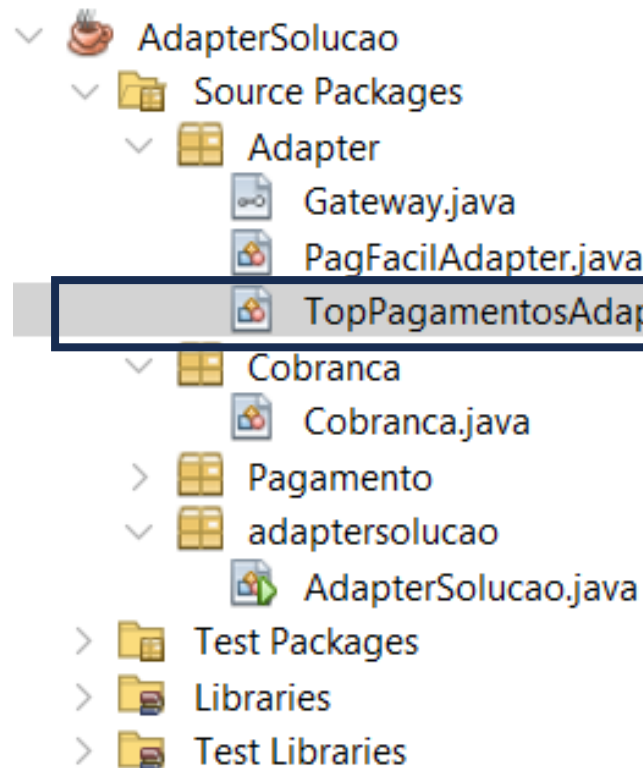 AdapterSolucao
Source Packages
Adapter
Gateway.java
PagFacilAdapter.java
TopPagamentosAdap
Cobranca
Cobranca.java
Pagamento
adaptersolucao
AdapterSolucao.java
Test Packages
Libraries
Test Libraries